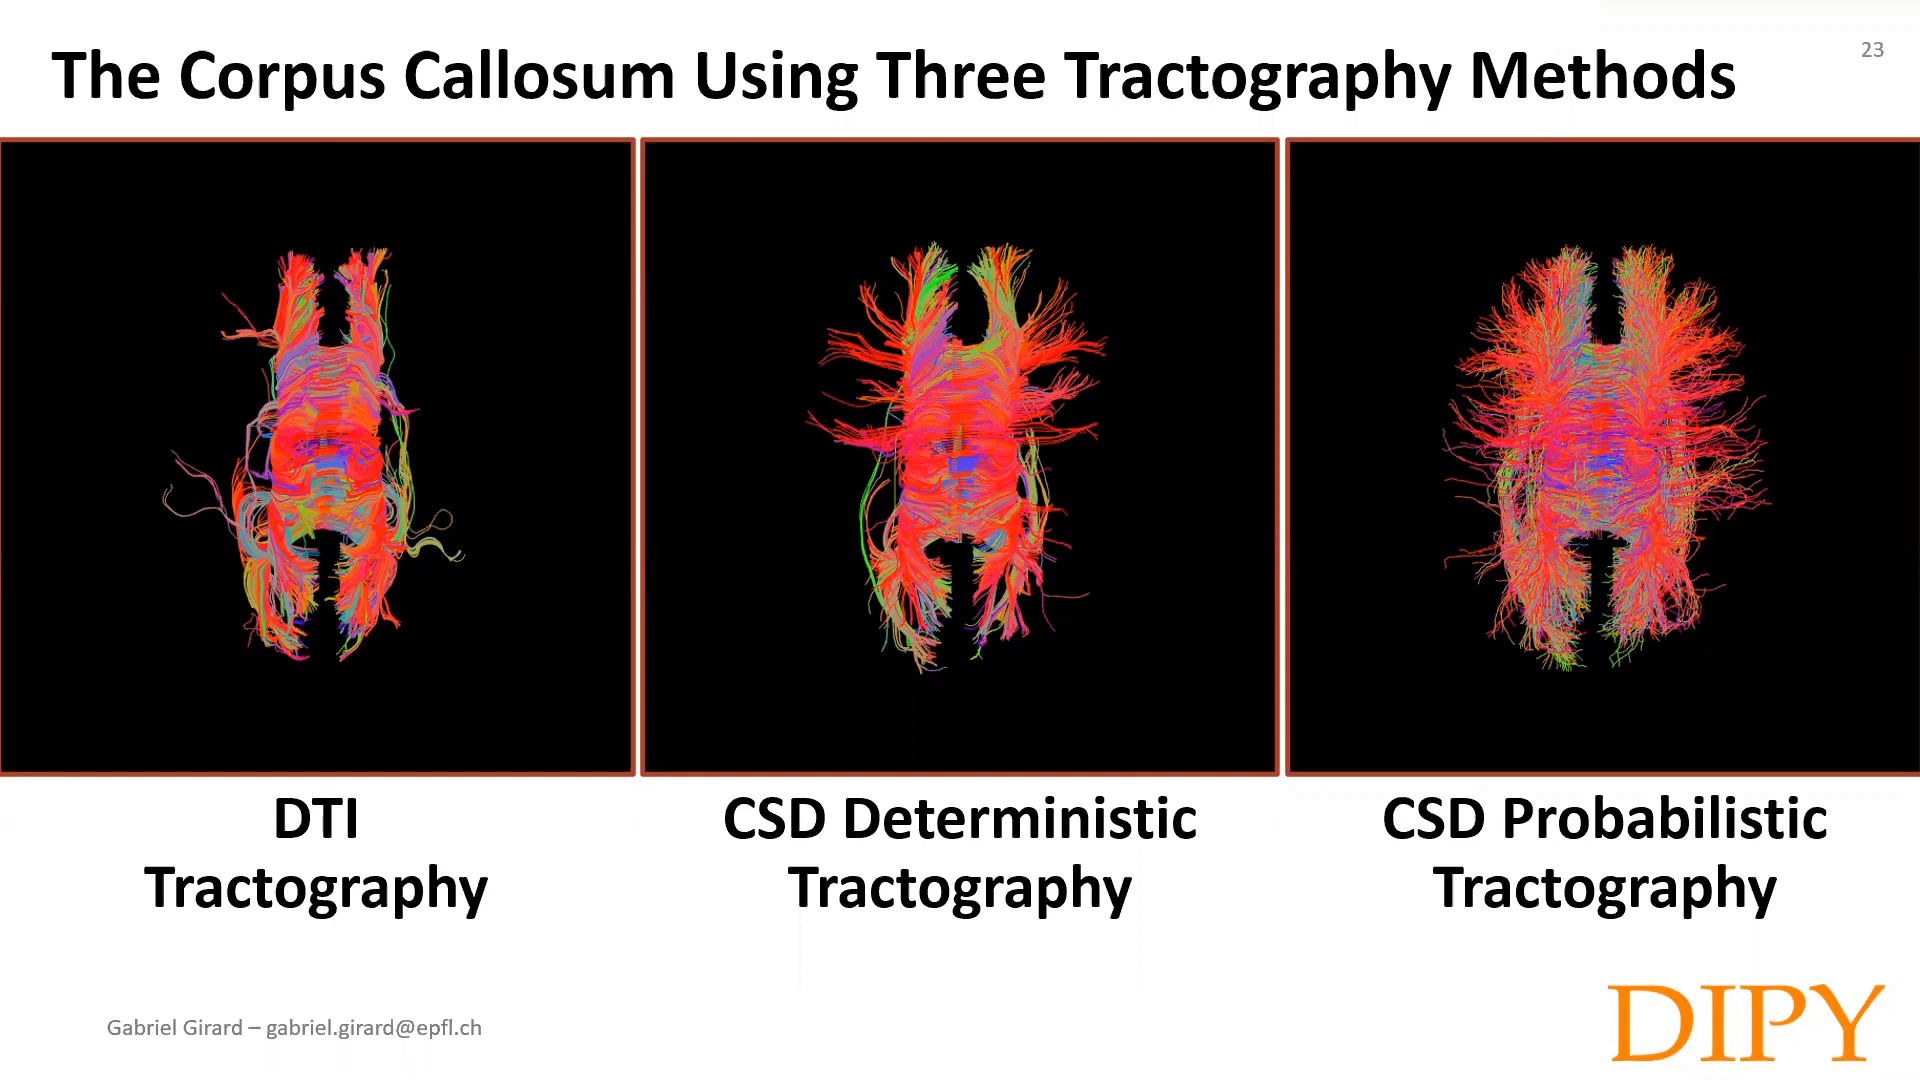 The Corpus Callosum Using Three Tractography Methods
23
DTI
Tractography
CSD Deterministic
Tractography
CSD Probabilistic
Tractography
Gabriel Girard – gabriel.girard@epfl.ch
DIPY